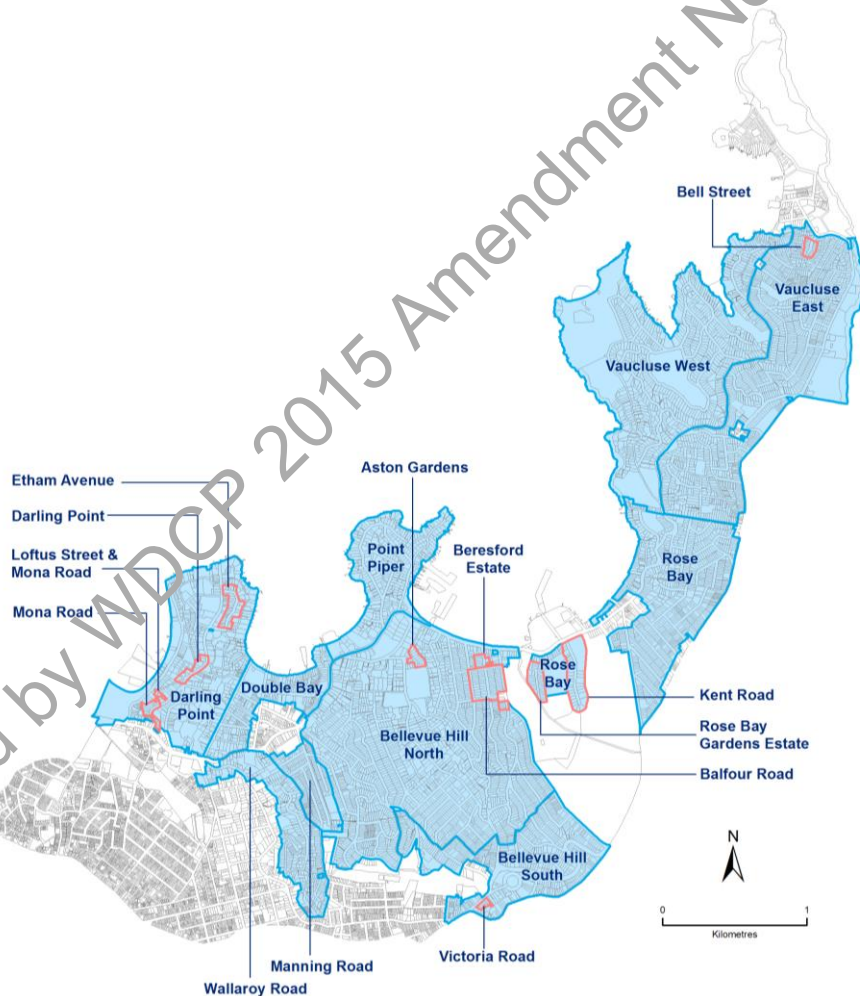 d by WDCP 2015 Amendment No
Bell Street
Vaucluse
East
Vaucluse West
Etham Avenue
Darling Point
Loftus Street &
Mona Road
Mona Road
Aston Gardens
Point
Piper
Beresford
Estate
Rose
Bay
Darling
Point
Double Bay
Rose
Bay
Bellevue Hill
North
Kent Road
Rose Bay
Gardens Estate
Balfour Road
Bellevue Hill
South
N
0 1
Kilometres
Victoria Road
Manning Road
Wallaroy Road